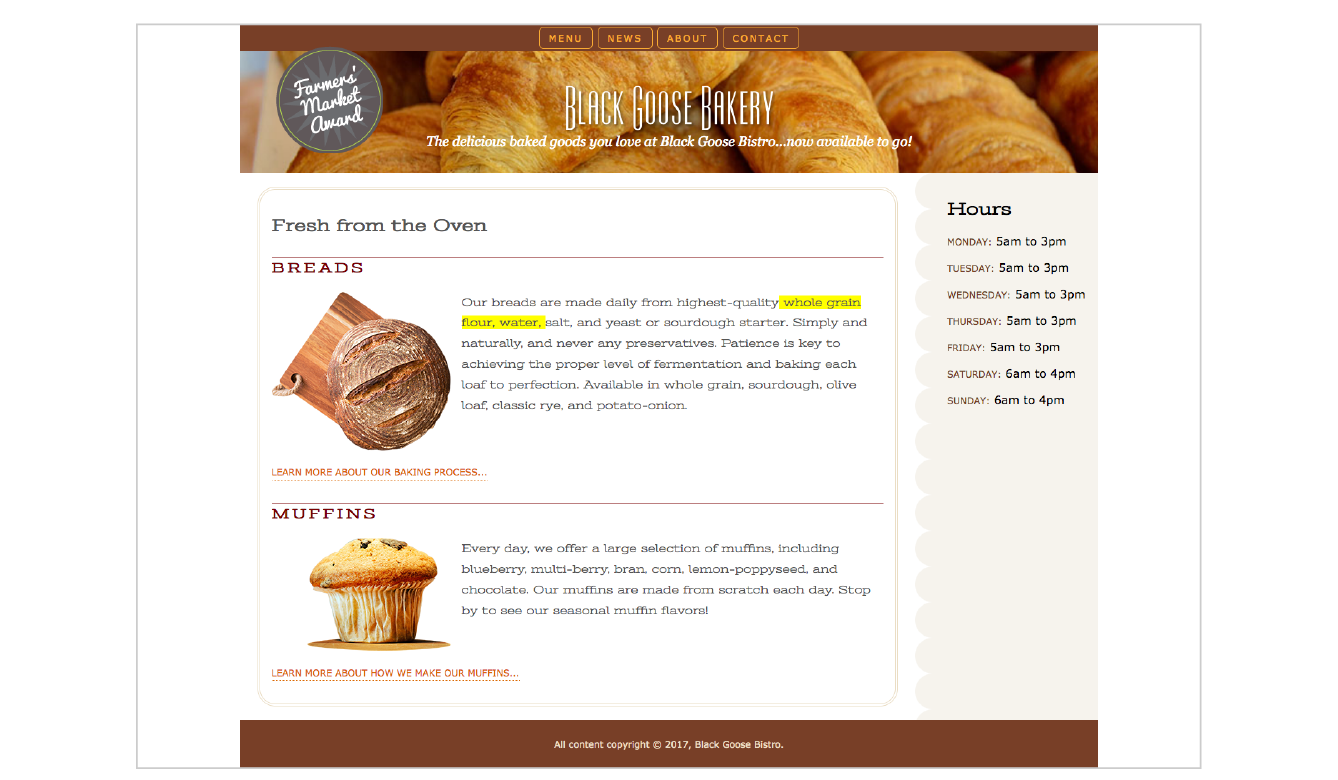 MENU NEWS ABOUT CONTACT
Farmers'
Market
Award
BLACK GOOSE BAKERY
The delicious baked goods you love at Black Goose Bistro...now available to go!
Fresh from the Oven
BREADS
Our breads are made daily from highest-quality whole grain
flour, water, salt, and yeast or sourdough starter. Simply and
naturally, and never any preservatives. Patience is key to
achieving the proper level of fermentation and baking each
loaf to perfection. Available in whole grain, sourdough, olive
loaf, classic rye, and potato-onion.
LEARN MORE ABOUT OUR BAKING PROCESS...
MUFFINS
Every day, we offer a large selection of muffins, including
blueberry, multi-berry, bran, corn, lemon-poppyseed, and
chocolate. Our muffins are made from scratch each day. Stop
by to see our seasonal muffin flavors!
LEARN MORE ABOUT HOW WE MAKE OUR MUFFINS...
Hours
MONDAY: 5am to 3pm
TUESDAY: 5am to 3pm
WEDNESDAY: 5am to 3pm
THURSDAY: 5am to 3pm
FRIDAY: 5am to 3pm
SATURDAY: 6am to 4pm
SUNDAY: 6am to 4pm
All content copyright © 2017, Black Goose Bistro.